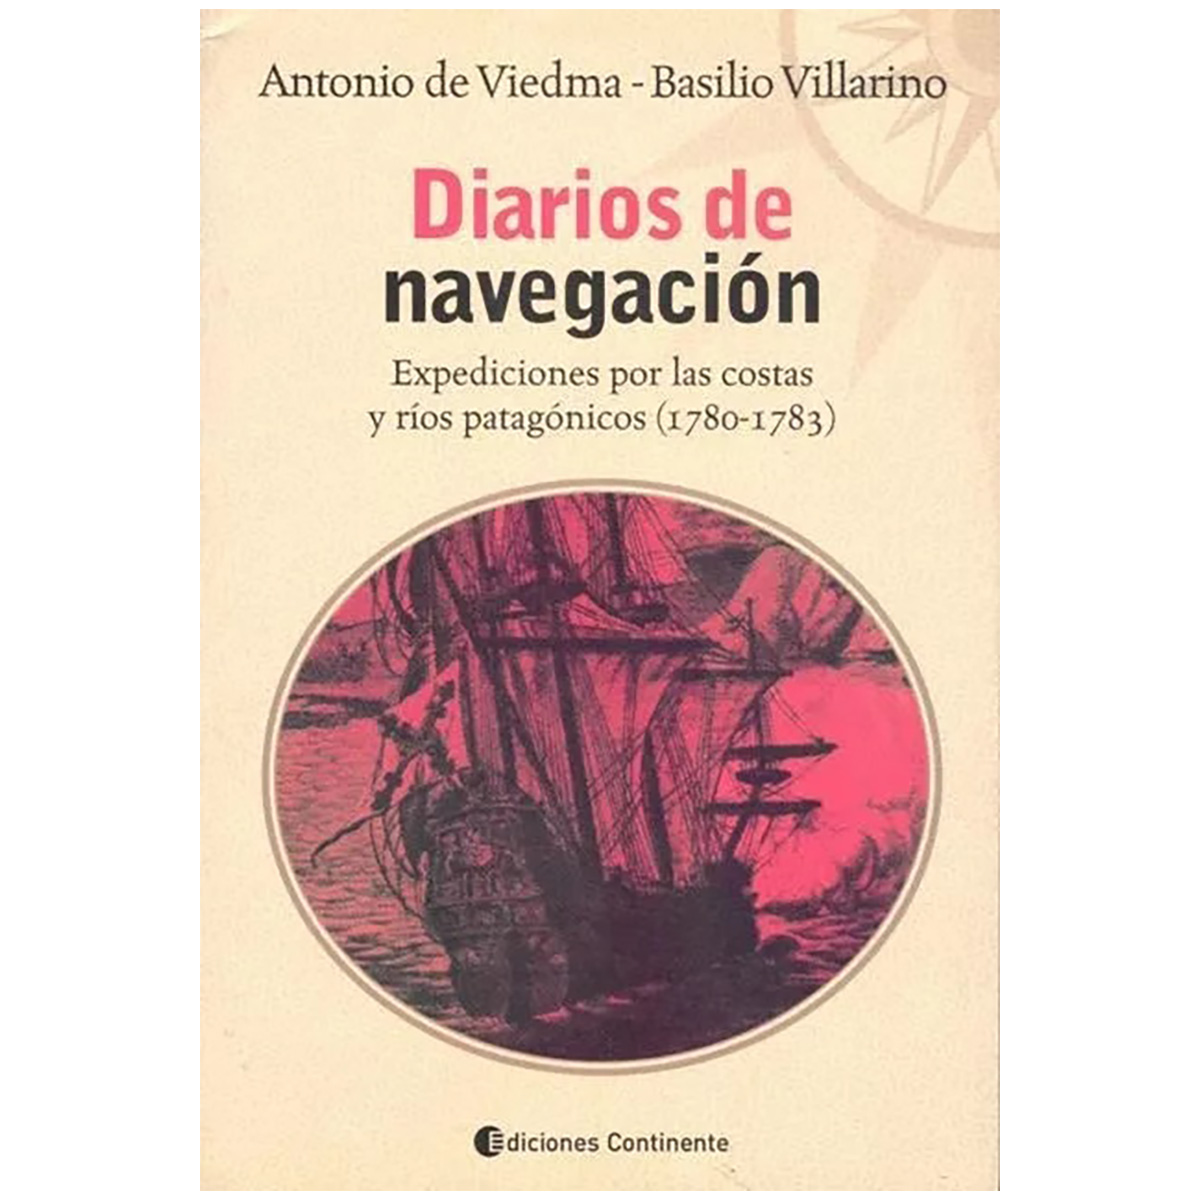 Antonio de Viedma - Basilio Villarino
Diarios de
navegación
Expediciones por las costas
y ríos patagónicos (1780-1783)
Ediciones Continente